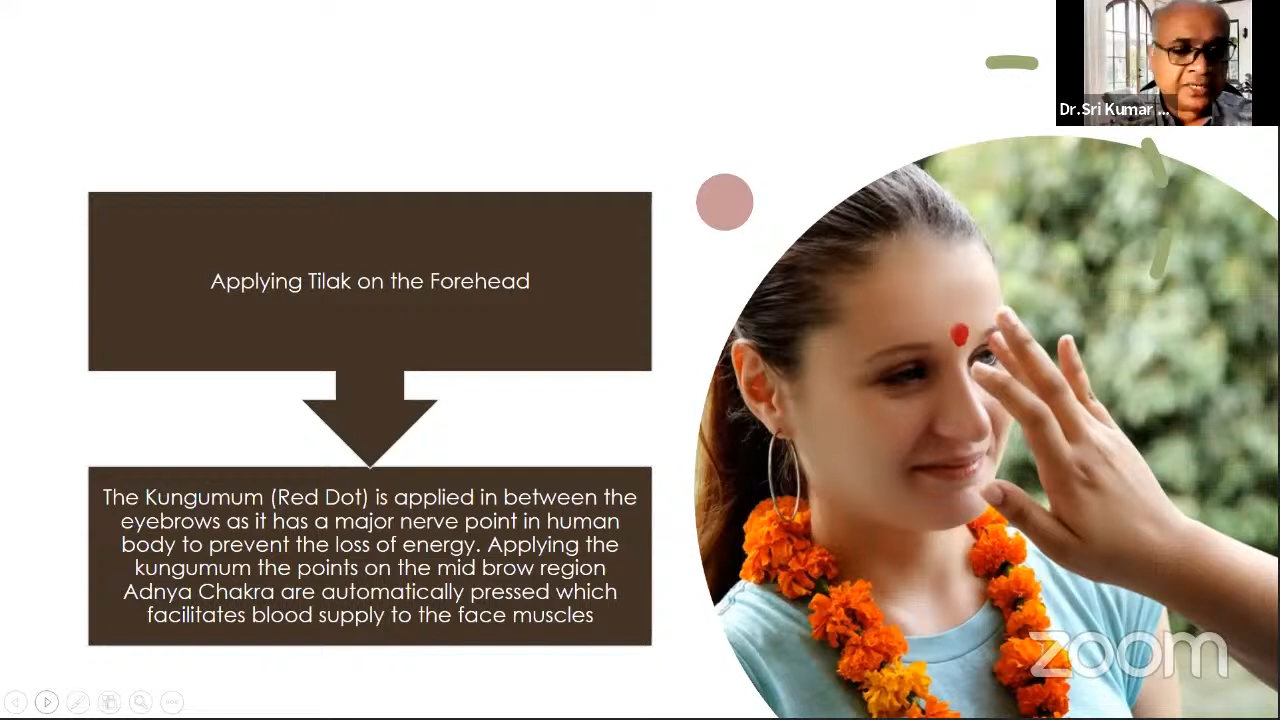 Dr.Sri Kumar ...
Applying Tilak on the Forehead
The Kungumum (Red Dot) is applied in between the
eyebrows as it has a major nerve point in human
body to prevent the loss of energy. Applying the
kungumum the points on the mid brow region
Adnya Chakra are automatically pressed which
facilitates blood supply to the face muscles
zoom